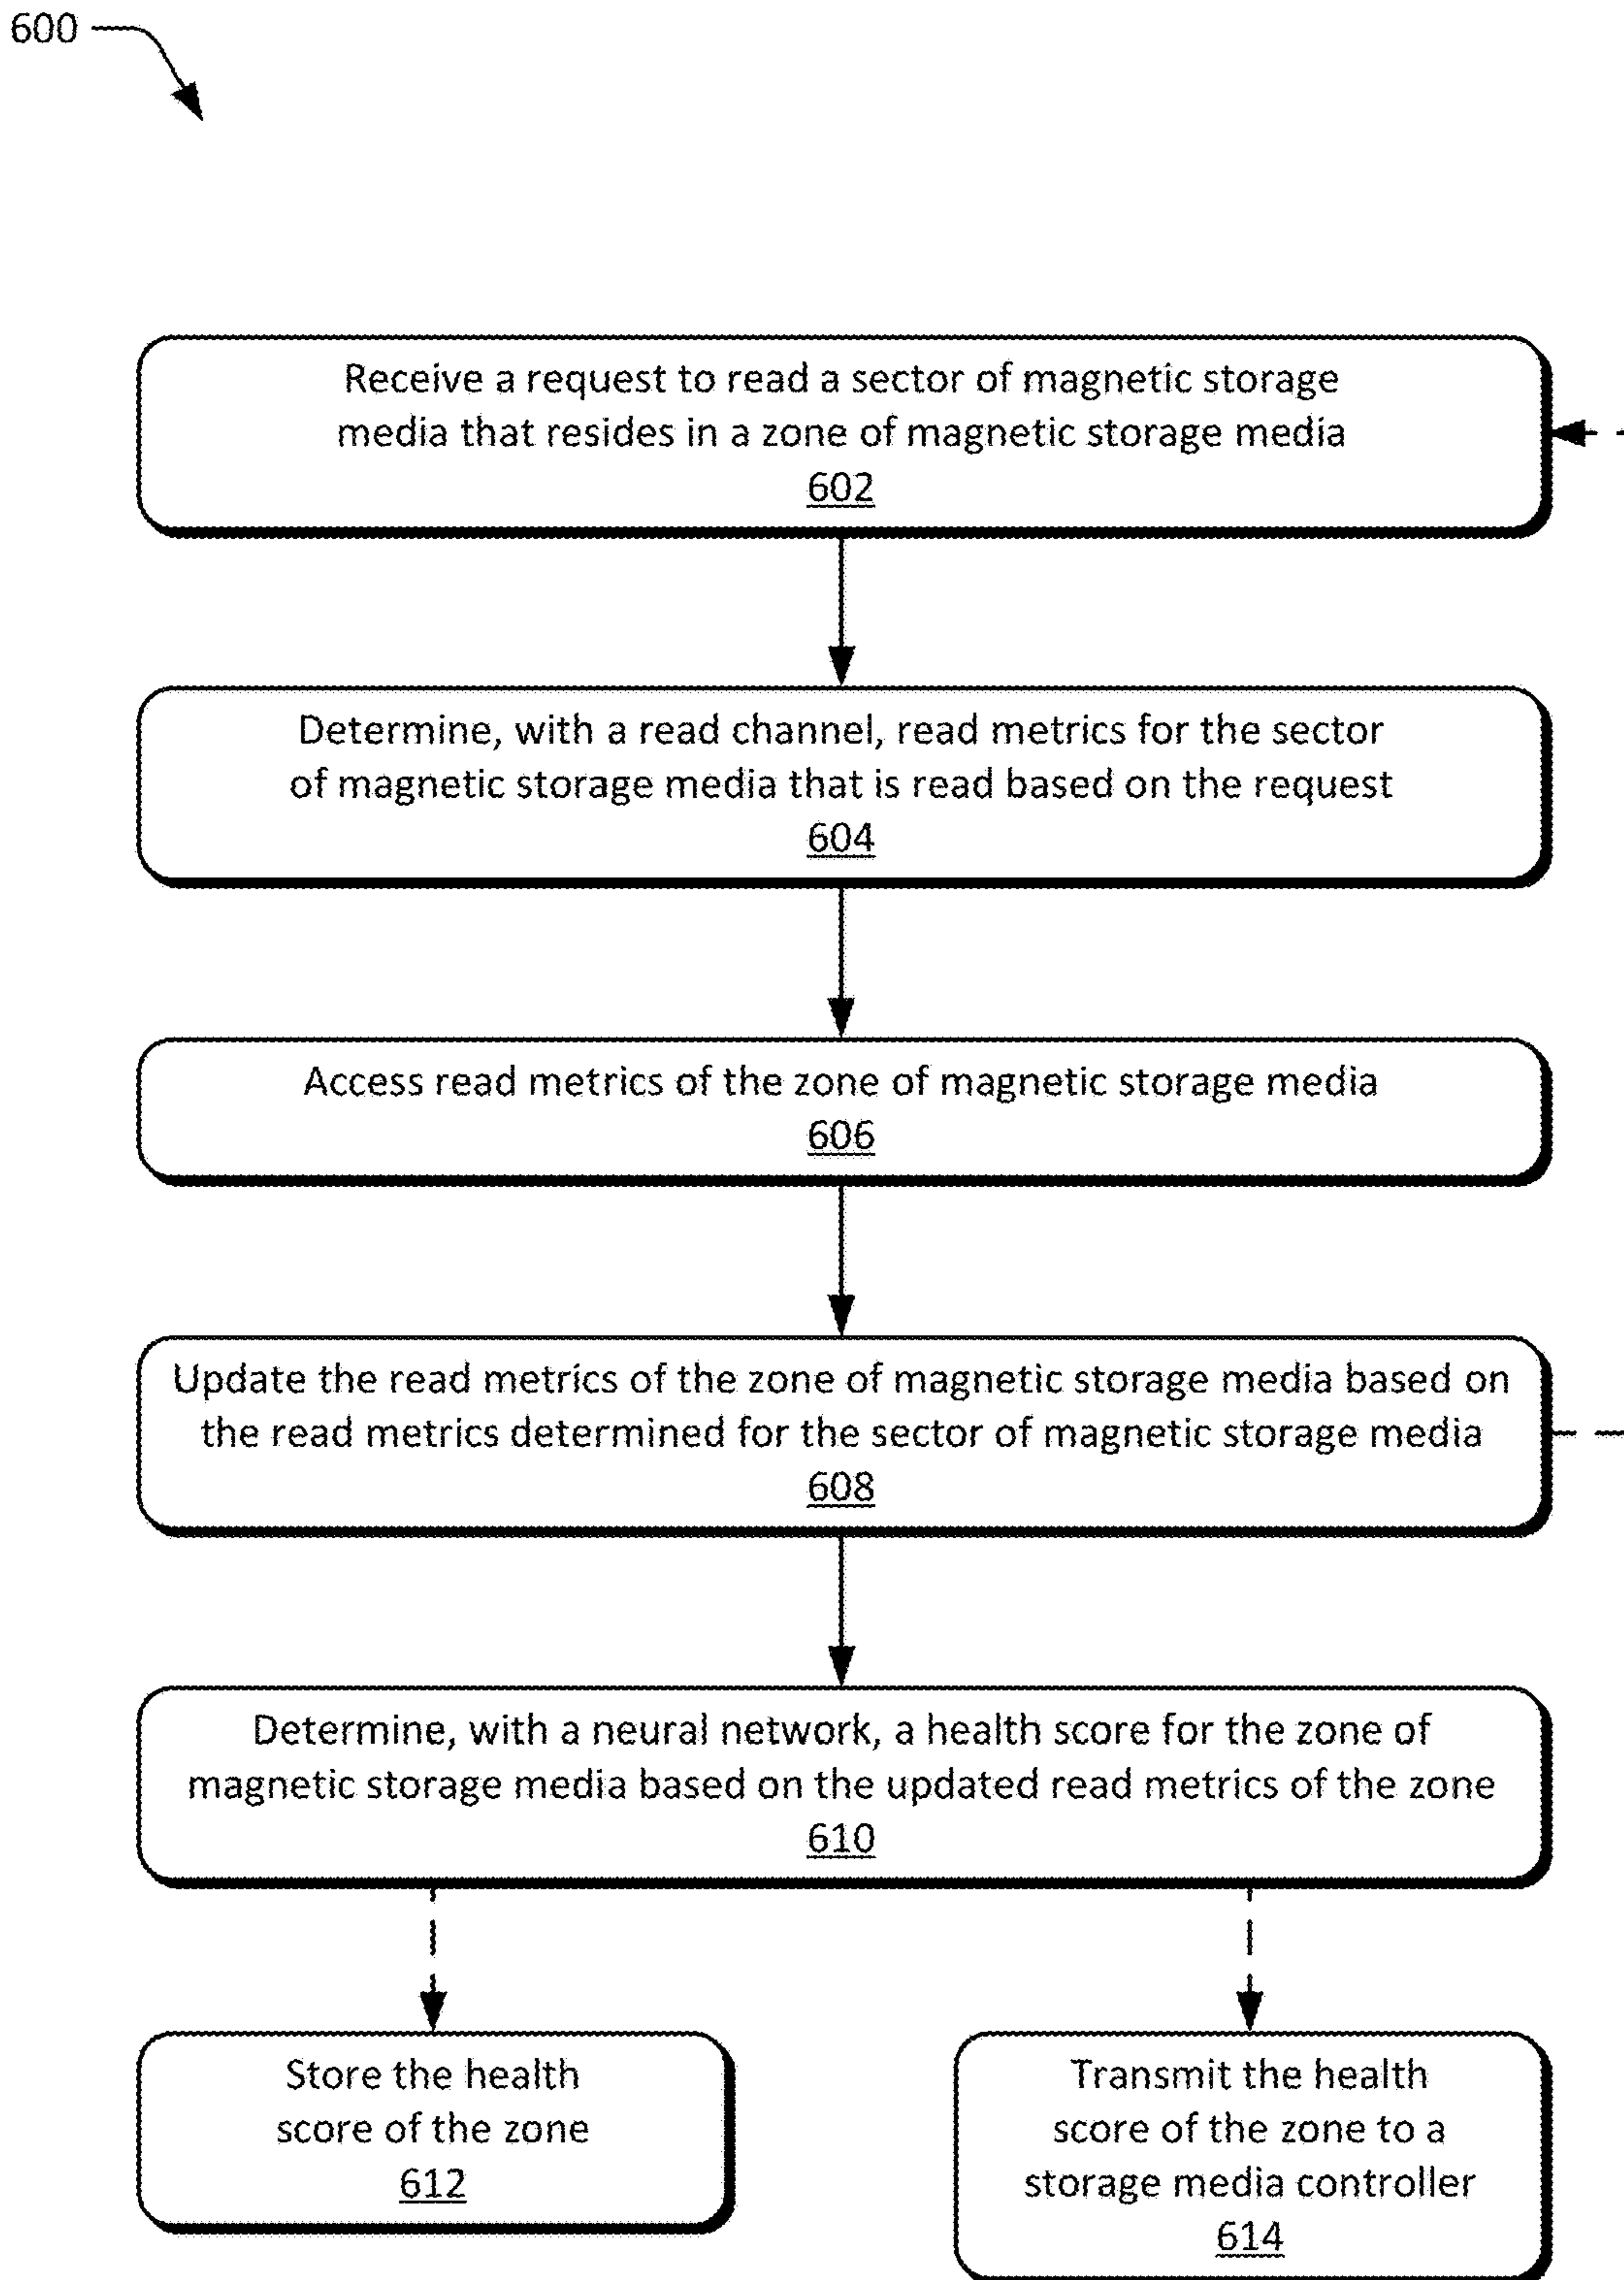 600
Receive a request to read a sector of magnetic storage
media that resides in a zone of magnetic storage media
602
Determine, with a read channel, read metrics for the sector
of magnetic storage media that is read based on the request
604
Access read metrics of the zone of magnetic storage media
606
Update the read metrics of the zone of magnetic storage media based on
the read metrics determined for the sector of magnetic storage media
608
Determine, with a neural network, a health score for the zone of
magnetic storage media based on the updated read metrics of the zone
610
Store the health
score of the zone
612
Transmit the health
score of the zone to a
storage media controller
614